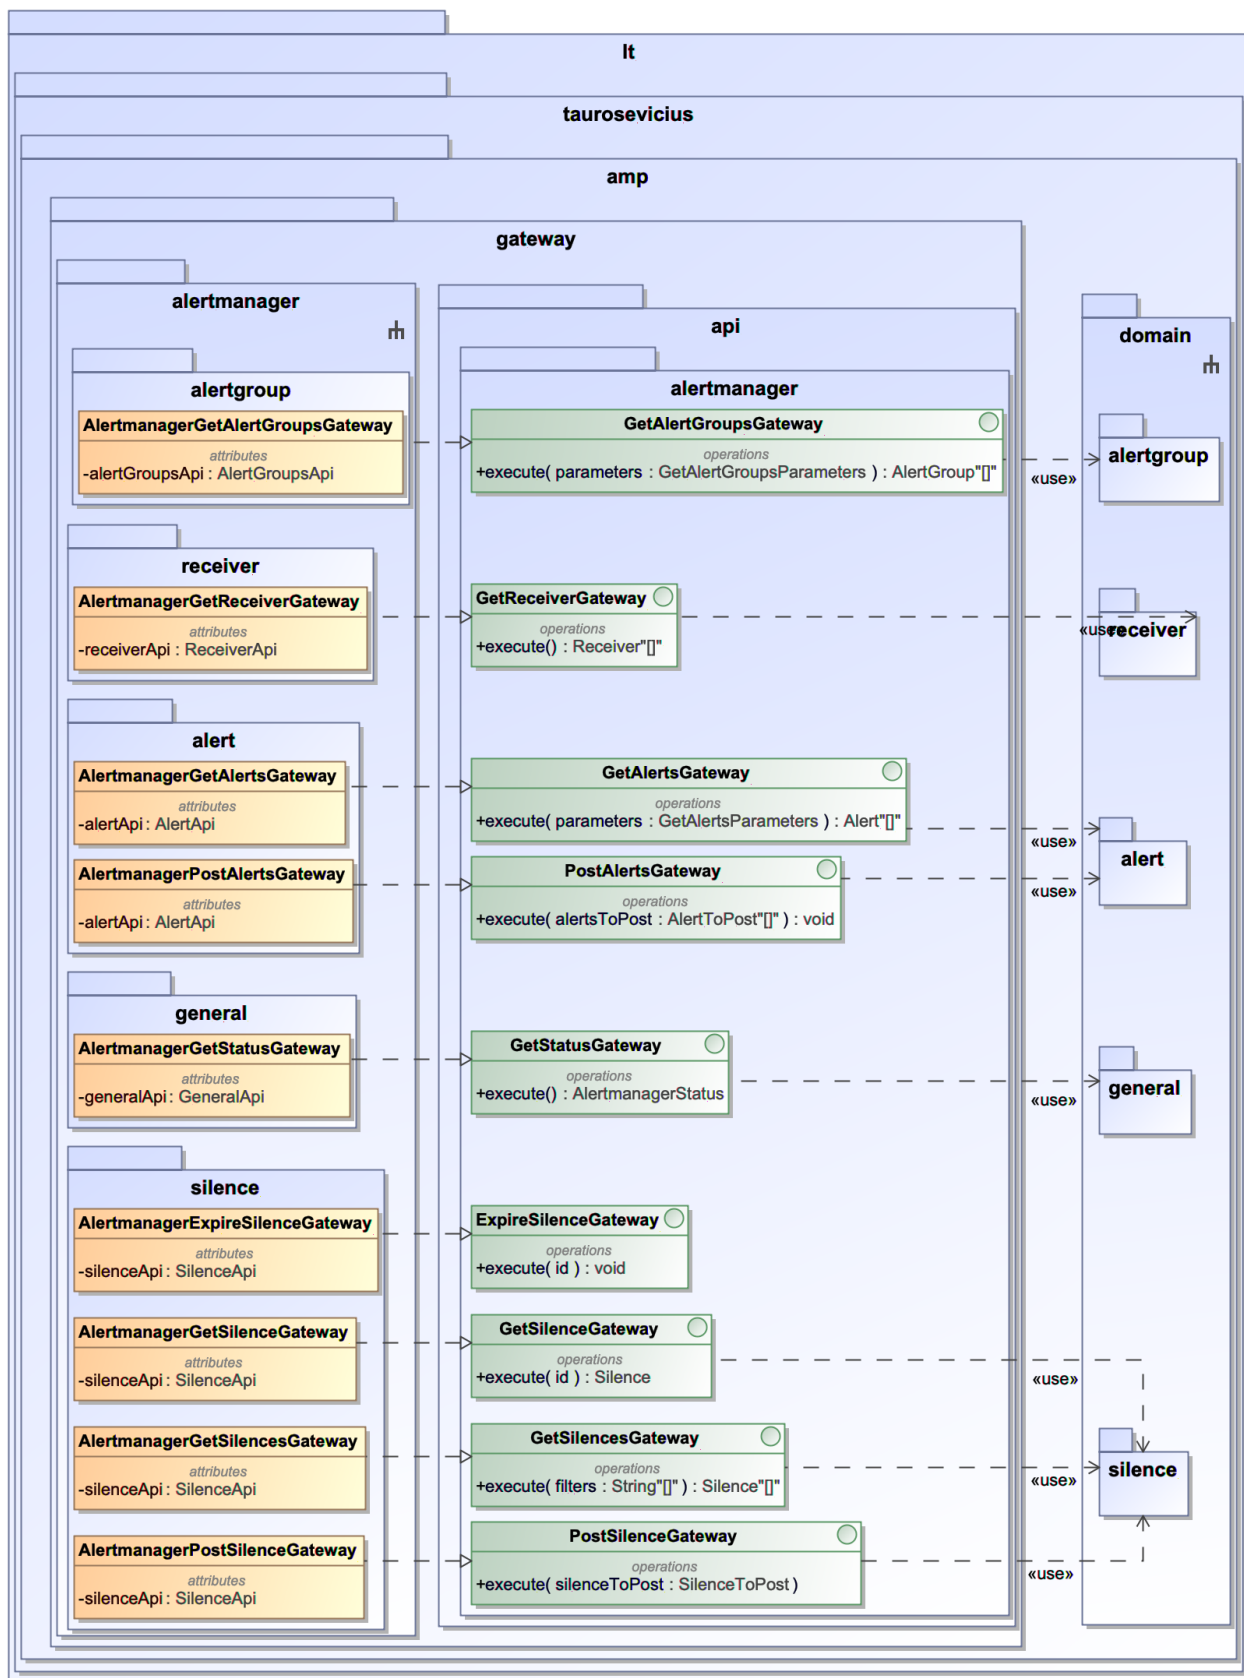 lt
taurosevicius
amp
gateway
alertmanager
api
domain
alertmanager
alertgroup
AlertmanagerGetAlertGroupsGateway
attributes
-alertGroupsApi : AlertGroupsApi
GetAlertGroupsGateway
operations
+execute( parameters : GetAlertGroupsParameters ) : AlertGroup"[]"
«use»
alertgroup
receiver
AlertmanagerGetReceiverGateway
attributes
-receiverApi : ReceiverApi
GetReceiverGateway
operations
+execute() : Receiver"[]"
«use»
receiver
alert
AlertmanagerGetAlertsGateway
attributes
-alertApi : AlertApi
GetAlertsGateway
operations
+execute( parameters : GetAlertsParameters ) : Alert"[]"
«use»
alert
AlertmanagerPostAlertsGateway
attributes
-alertApi : AlertApi
PostAlertsGateway
operations
+execute( alertsToPost : AlertToPost"[]" ) : void
«use»
general
AlertmanagerGetStatusGateway
attributes
-generalApi : GeneralApi
GetStatusGateway
operations
+execute() : AlertmanagerStatus
«use»
general
silence
AlertmanagerExpireSilenceGateway
attributes
-silenceApi : SilenceApi
ExpireSilenceGateway
operations
+execute( id ) : void
AlertmanagerGetSilenceGateway
attributes
-silenceApi : SilenceApi
GetSilenceGateway
operations
+execute( id ) : Silence
«use»
AlertmanagerGetSilencesGateway
attributes
-silenceApi : SilenceApi
GetSilencesGateway
operations
+execute( filters : String"[]" ) : Silence"[]"
«use»
silence
AlertmanagerPostSilenceGateway
attributes
-silenceApi : SilenceApi
PostSilenceGateway
operations
+execute( silenceToPost : SilenceToPost )
«use»